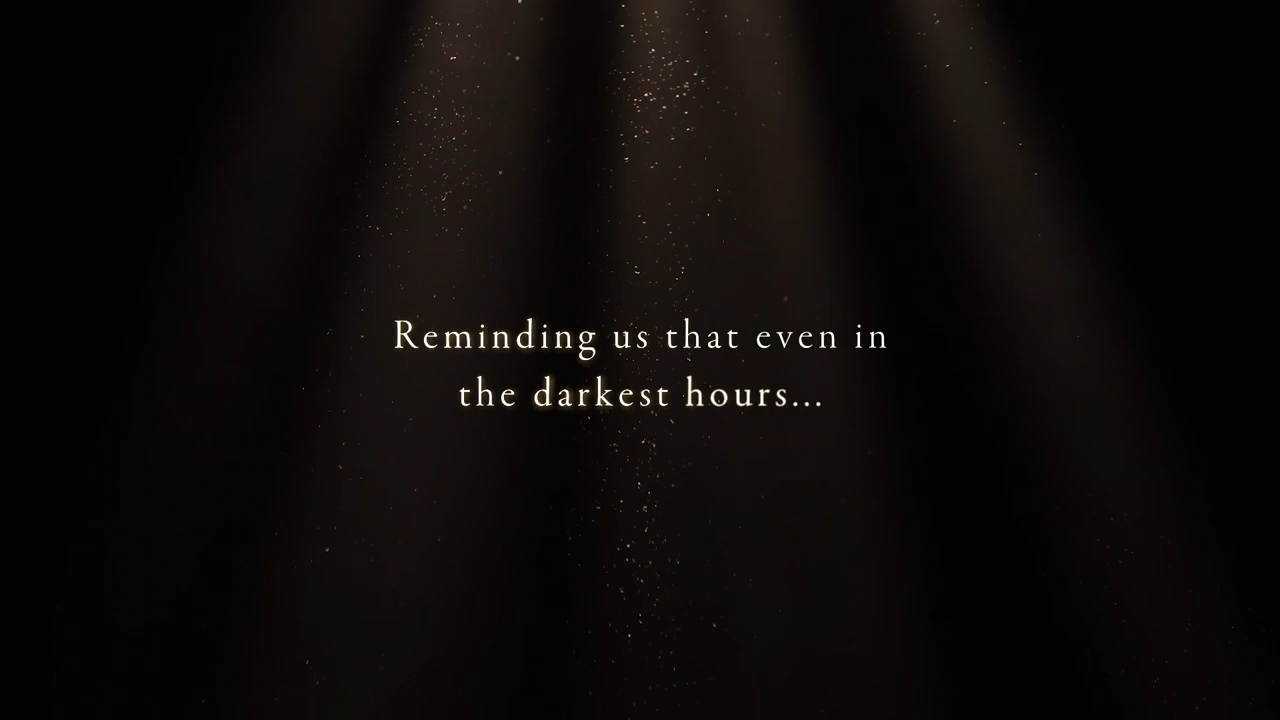 Reminding us that even in
the darkest hours...